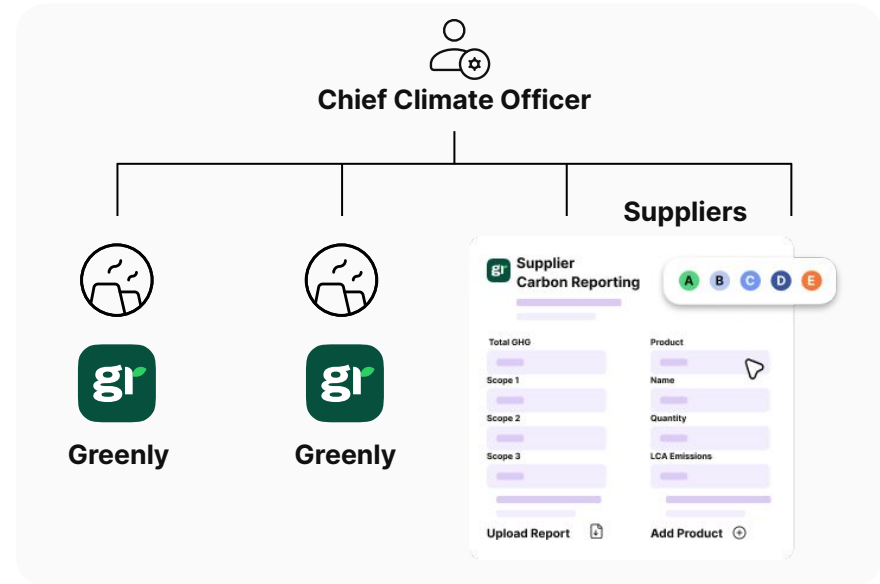 Chief Climate Officer
Suppliers
gr
Supplier
Carbon Reporting
A B C D E
Total GHG
Product
Scope 1
Name
Scope 2
Quantity
Scope 3
LCA Emissions
Upload Report
Add Product
gr
Greenly
gr
Greenly